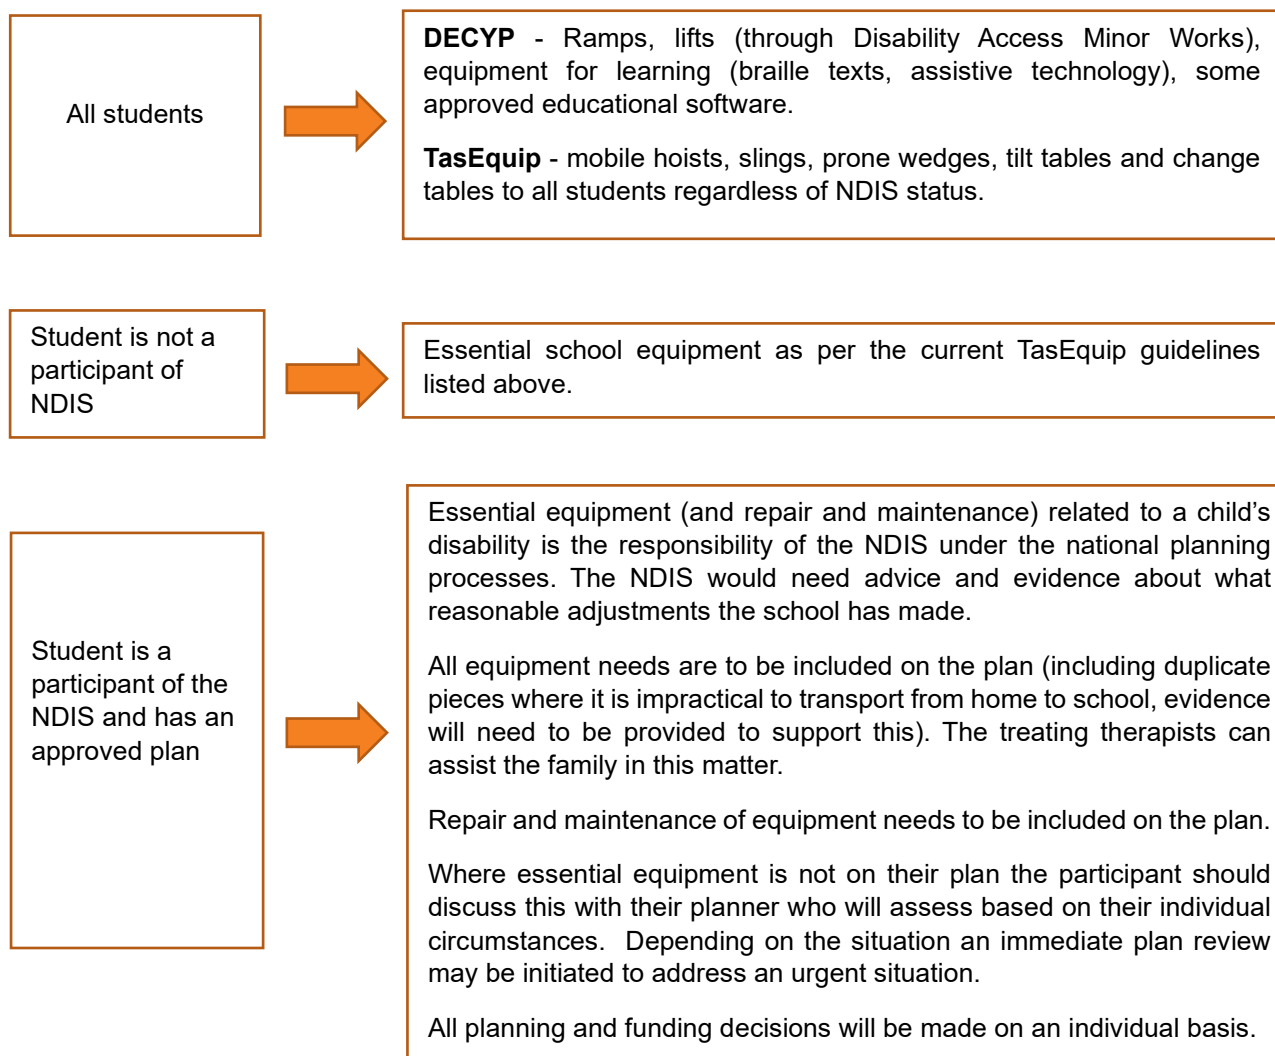 All students
DECYP - Ramps, lifts (through Disability Access Minor Works),
equipment for learning (braille texts, assistive technology), some
approved educational software.
TasEquip - mobile hoists, slings, prone wedges, tilt tables and change
tables to all students regardless of NDIS status.
Student is not a
participant of
NDIS
Essential school equipment as per the current TasEquip guidelines
listed above.
Student is a
participant of the
NDIS and has an
approved plan
Essential equipment (and repair and maintenance) related to a child’s
disability is the responsibility of the NDIS under the national planning
processes. The NDIS would need advice and evidence about what
reasonable adjustments the school has made.
All equipment needs are to be included on the plan (including duplicate
pieces where it is impractical to transport from home to school, evidence
will need to be provided to support this). The treating therapists can
assist the family in this matter.
Repair and maintenance of equipment needs to be included on the plan.
Where essential equipment is not on their plan the participant should
discuss this with their planner who will assess based on their individual
circumstances. Depending on the situation an immediate plan review
may be initiated to address an urgent situation.
All planning and funding decisions will be made on an individual basis.